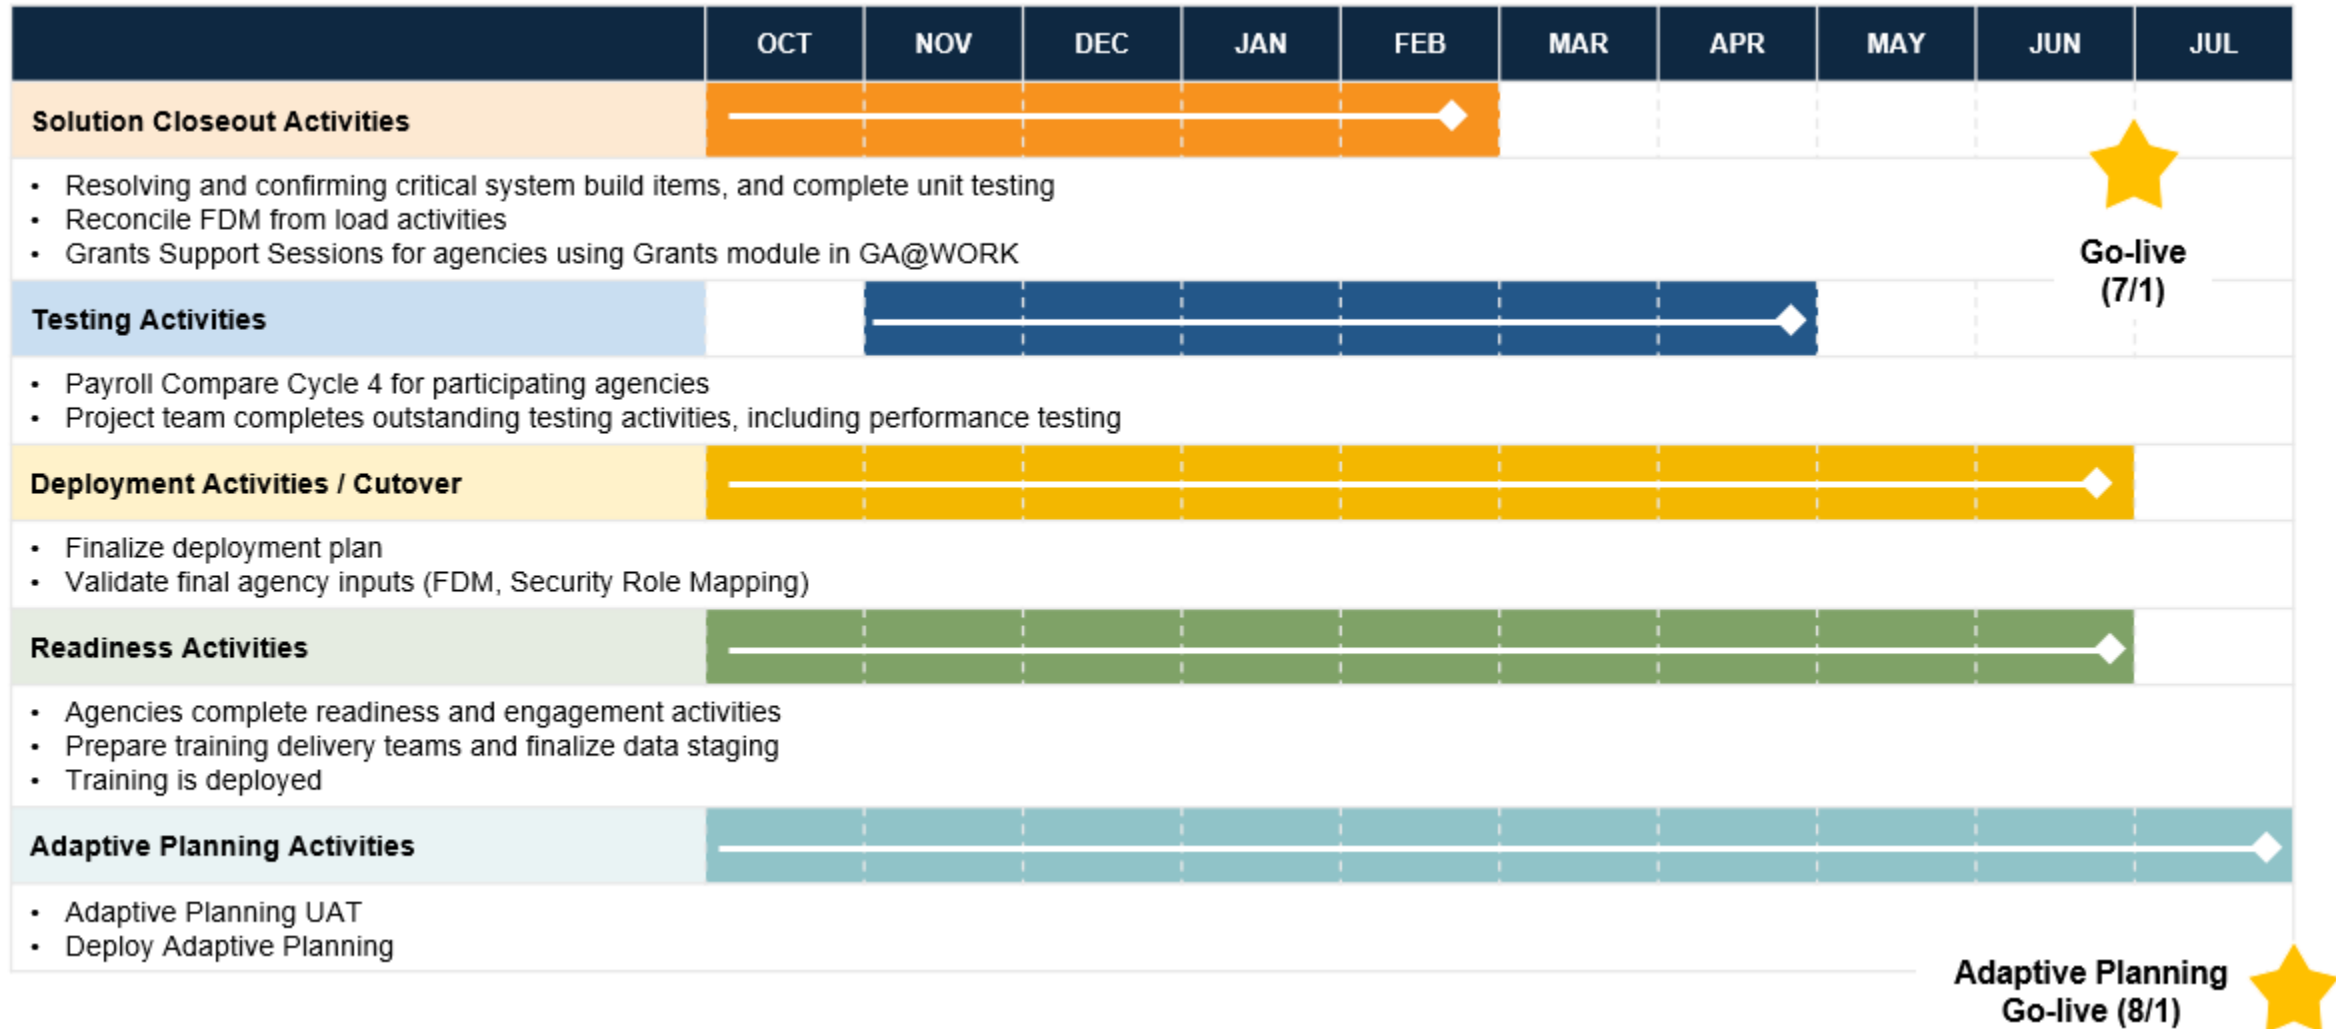 OCT NOV DEC JAN FEB MAR APR MAY JUN JUL
Solution Closeout Activities
• Resolving and confirming critical system build items, and complete unit testing
• Reconcile FDM from load activities
• Grants Support Sessions for agencies using Grants module in GA@WORK
Go-live
(7/1)
Testing Activities
• Payroll Compare Cycle 4 for participating agencies
• Project team completes outstanding testing activities, including performance testing
Deployment Activities / Cutover
• Finalize deployment plan
• Validate final agency inputs (FDM, Security Role Mapping)
Readiness Activities
• Agencies complete readiness and engagement activities
• Prepare training delivery teams and finalize data staging
• Training is deployed
Adaptive Planning Activities
• Adaptive Planning UAT
• Deploy Adaptive Planning
Adaptive Planning
Go-live (8/1)